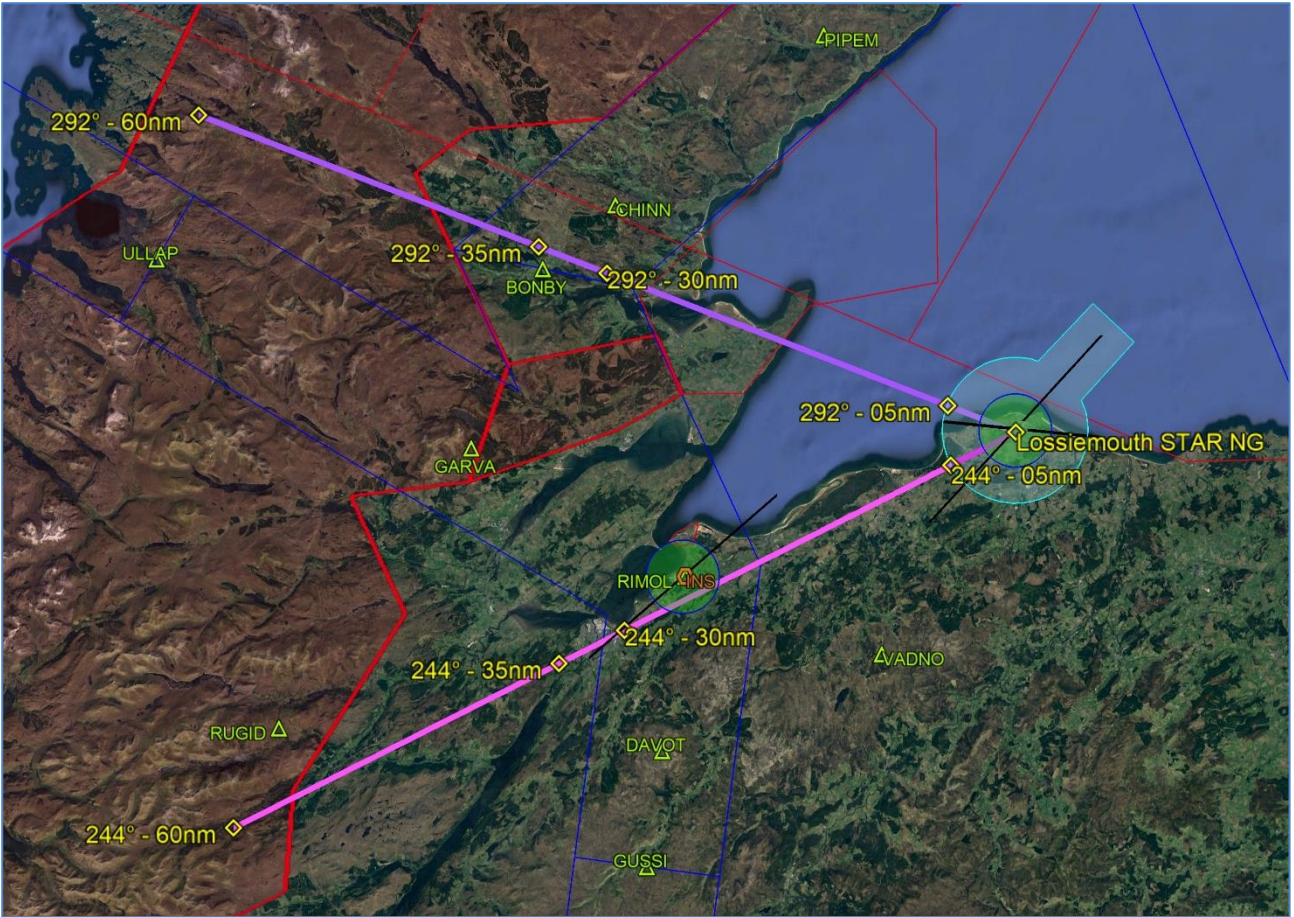 PIPEM
292° - 60nm
CHINN
ULLAP
292° - 35nm
BONBY
292° - 30nm
292° - 05nm
Lossiemouth STAR NG
GARVA
244° - 05nm
RIMOL
INS
244° - 30nm
244° - 35nm
VADNO
RUGID
DAVOT
244° - 60nm
GUSSI